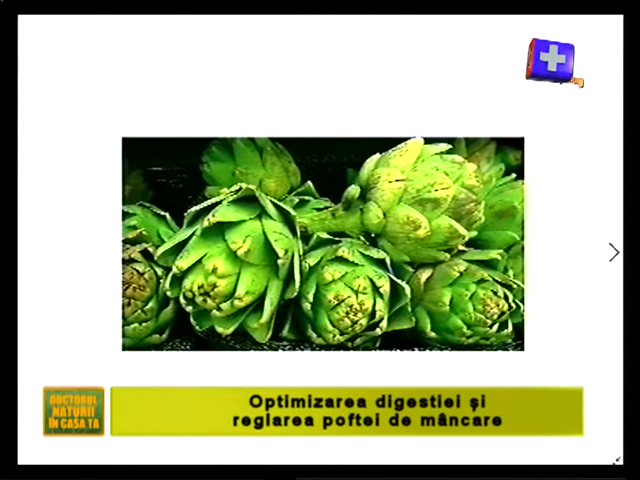 DOCTORUL
NATURII
ÎN CASA TA
Optimizarea digestiei și
reglarea poftei de mâncare